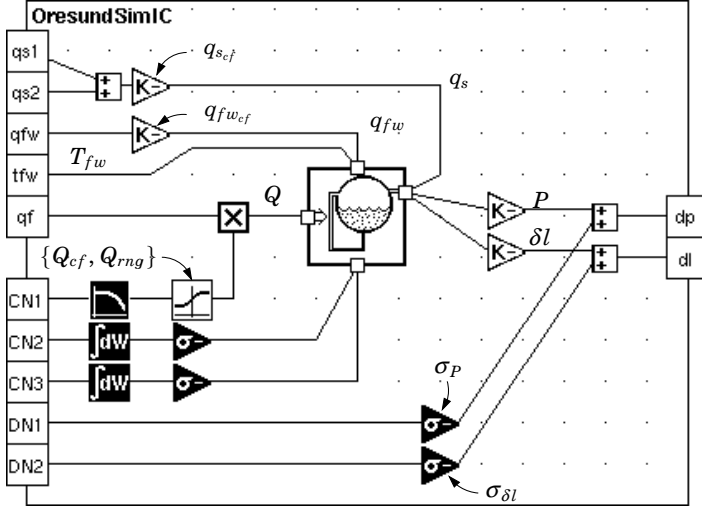 OresundSimIC
qs1
q_{s_{cf}}
qs2
K-
q_s
qfw
K-
q_{fw_{cf}}
q_{fw}
tfw
T_{fw}
qf
Q
K-
P
dp
K-
δl
dl
{Q_{cf}, Q_{rng}}
CN1
CN2
∫dW
σ-
CN3
∫dW
σ-
σ_P
DN1
σ-
DN2
σ-
σ_{δl}